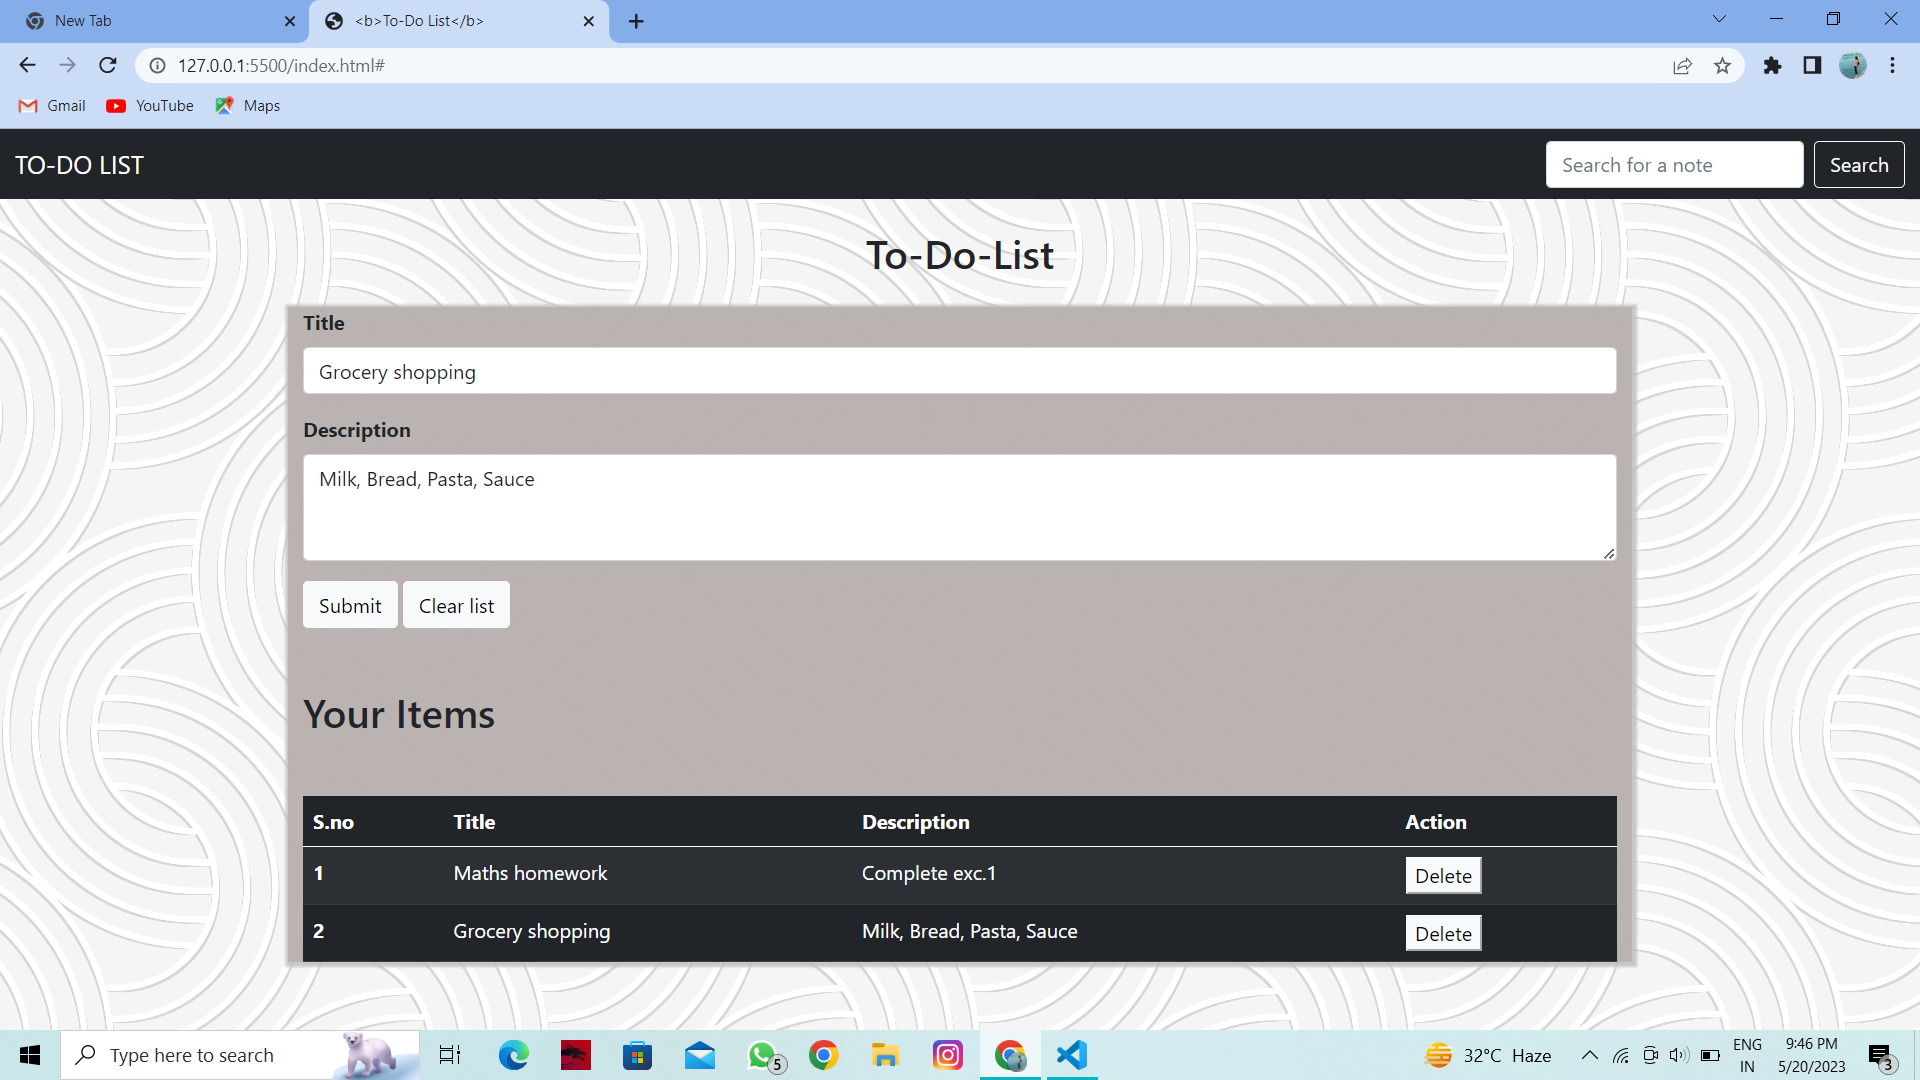 New Tab
<b>To-Do List</b>
127.0.0.1:5500/index.html#
Gmail
YouTube
Maps
TO-DO LIST
Search for a note
Search
To-Do-List
Title
Grocery shopping
Description
Milk, Bread, Pasta, Sauce
Submit
Clear list
Your Items
S.no Title Description Action
1 Maths homework Complete exc.1 Delete
2 Grocery shopping Milk, Bread, Pasta, Sauce Delete
Type here to search
5
32°C Haze
ENG
IN
9:46 PM
5/20/2023
3